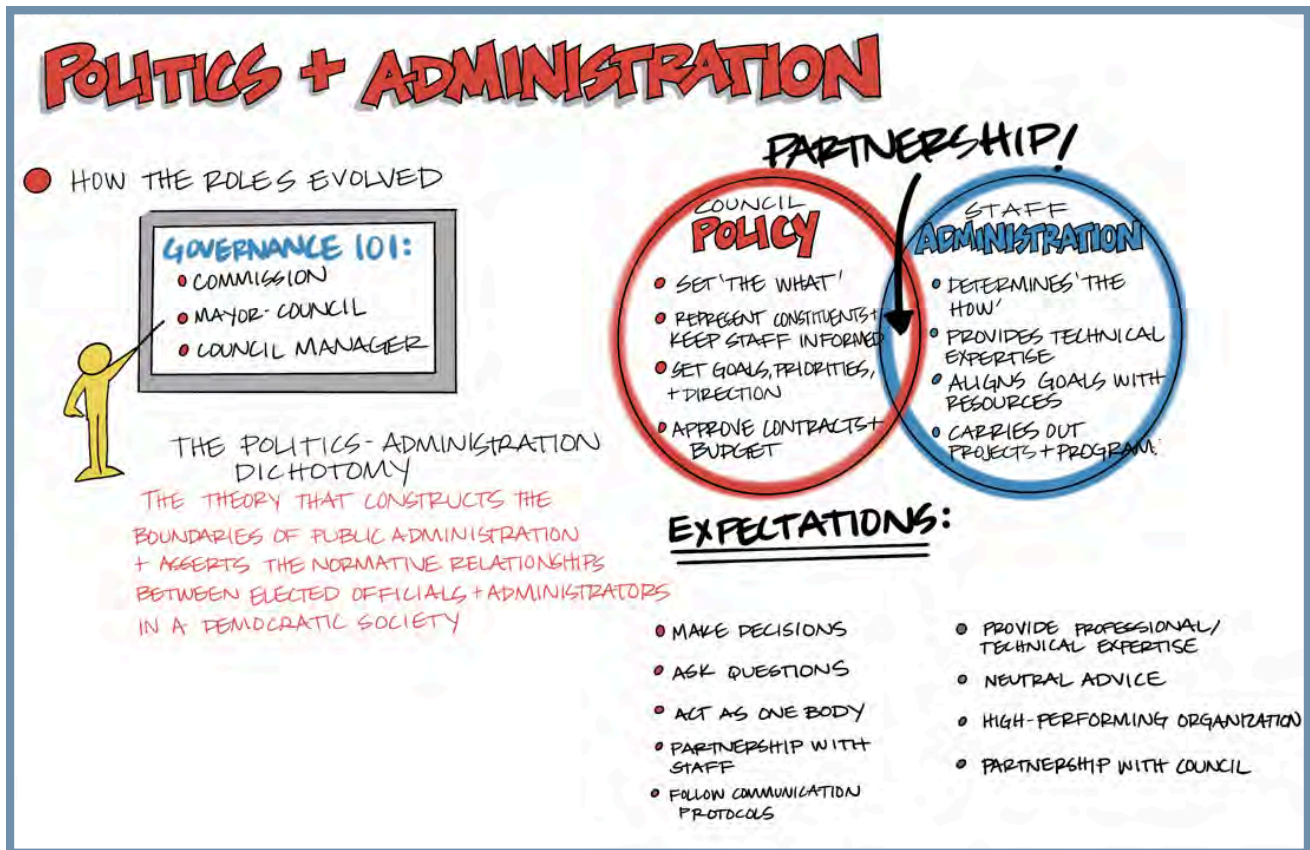 POLITICS + ADMINISTRATION
HOW THE ROLES EVOLVED
GOVERNANCE 101:
COMMISSION
MAYOR-COUNCIL
COUNCIL MANAGER
THE POLITICS-ADMINISTRATION
DICHOTOMY
THE THEORY THAT CONSTRUCTS THE
BOUNDARIES OF PUBLIC ADMINISTRATION
+ ASSERTS THE NORMATIVE RELATIONSHIPS
BETWEEN ELECTED OFFICIALS + ADMINISTRATORS
IN A DEMOCRATIC SOCIETY
PARTNERSHIP!
COUNCIL
POLICY
SET 'THE WHAT'
REPRESENT CONSTITUENTS +
KEEP STAFF INFORMED
SET GOALS, PRIORITIES,
+ DIRECTION
APPROVE CONTRACTS +
BUDGET
STAFF
ADMINISTRATION
DETERMINES 'THE
HOW'
PROVIDES TECHNICAL
EXPERTISE
ALIGNS GOALS WITH
RESOURCES
CARRIES OUT
PROJECTS + PROGRAM
EXPECTATIONS:
MAKE DECISIONS
ASK QUESTIONS
ACT AS ONE BODY
PARTNERSHIP WITH
STAFF
FOLLOW COMMUNICATION
PROTOCOLS
PROVIDE PROFESSIONAL/
TECHNICAL EXPERTISE
NEUTRAL ADVICE
HIGH-PERFORMING ORGANIZATION
PARTNERSHIP WITH COUNCIL